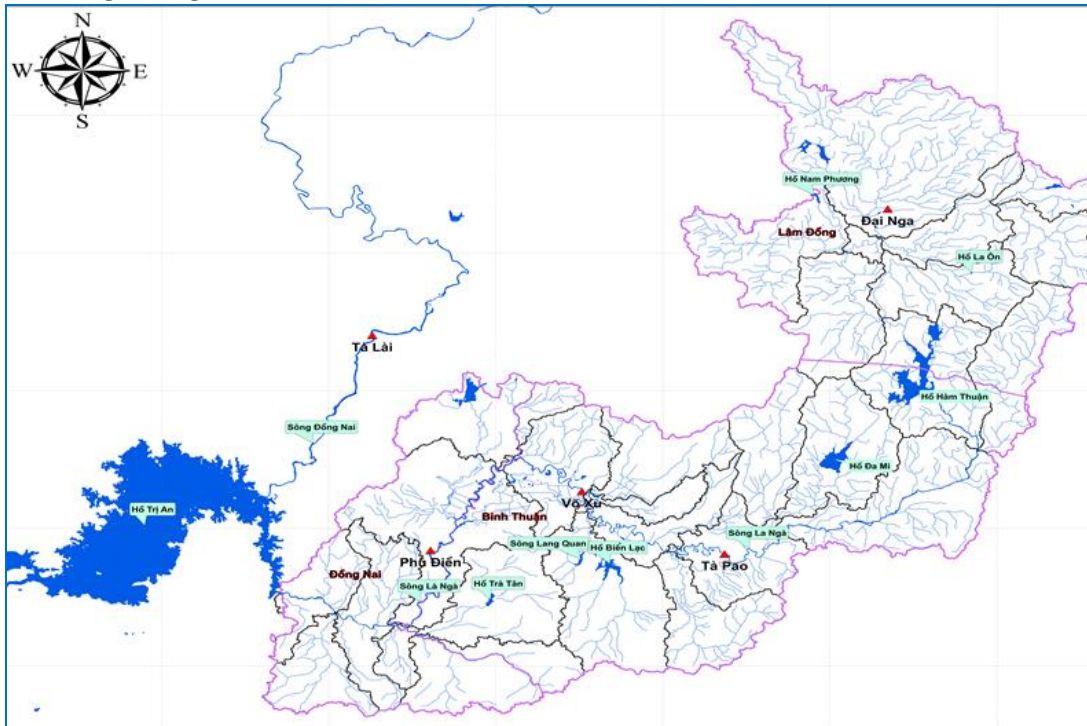 N
W E
S
Hồ Nam Phương
Đại Nga
Lâm Đồng
Hồ La Ôn
Tà Lài
Hồ Hàm Thuận
Sông Đồng Nai
Hồ Đa Mi
Võ Xu
Hồ Trị An
Bình Thuận
Sông La Ngà
Sông Lang Quan
Hồ Biển Lạc
Phú Điền
Tà Pao
Đồng Nai
Sông Là Ngà
Hồ Trà Tân